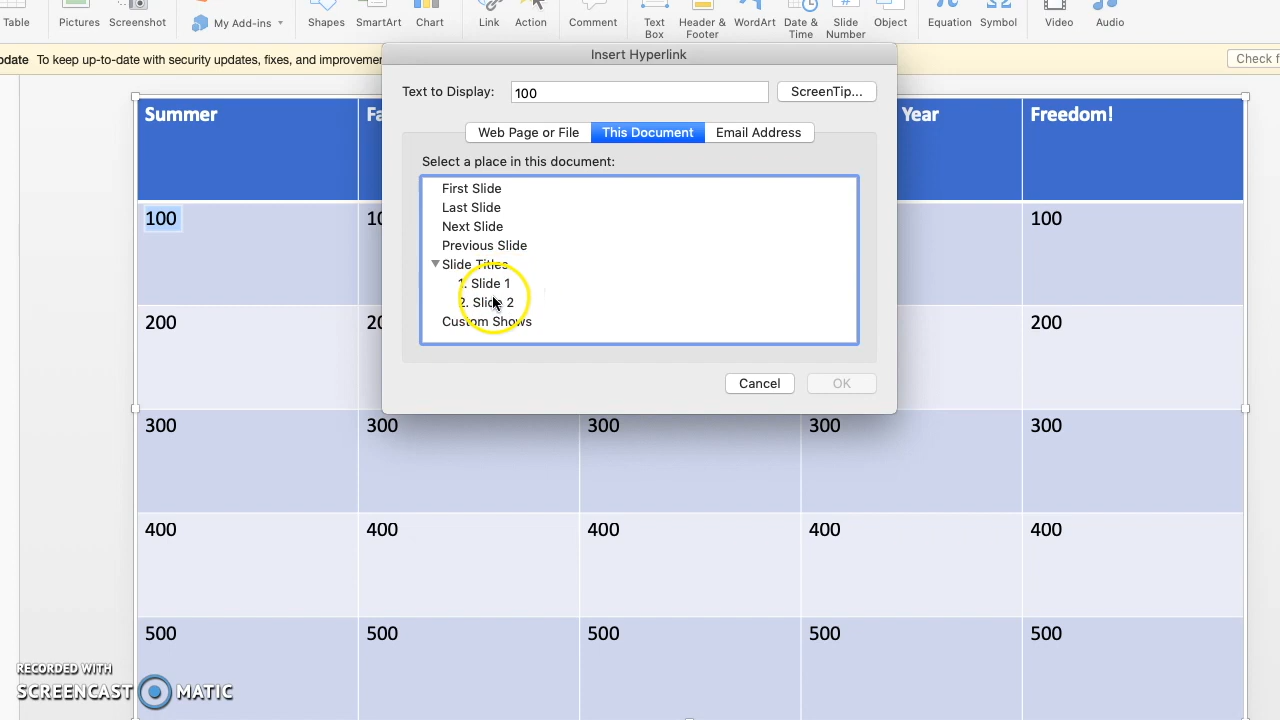 Table Pictures Screenshot My Add-ins Shapes SmartArt Chart Link Action Comment Text Box Header & Footer WordArt Date & Time Slide Number Object Equation Symbol Video Audio
Insert Hyperlink
To keep up-to-date with security updates, fixes, and Check
Text to Display: 100 ScreenTip...
Summer Year Freedom!
Web Page or File This Document Email Address
Select a place in this document:
First Slide
Last Slide
Next Slide
Previous Slide
Slide Titles
1. Slide 1
2. Slide 2
Custom Shows
Cancel OK
100 100
200 200
300 300 300 300 300
400 400 400 400 400
500 500 500 500 500
RECORDED WITH
SCREENCAST MATIC